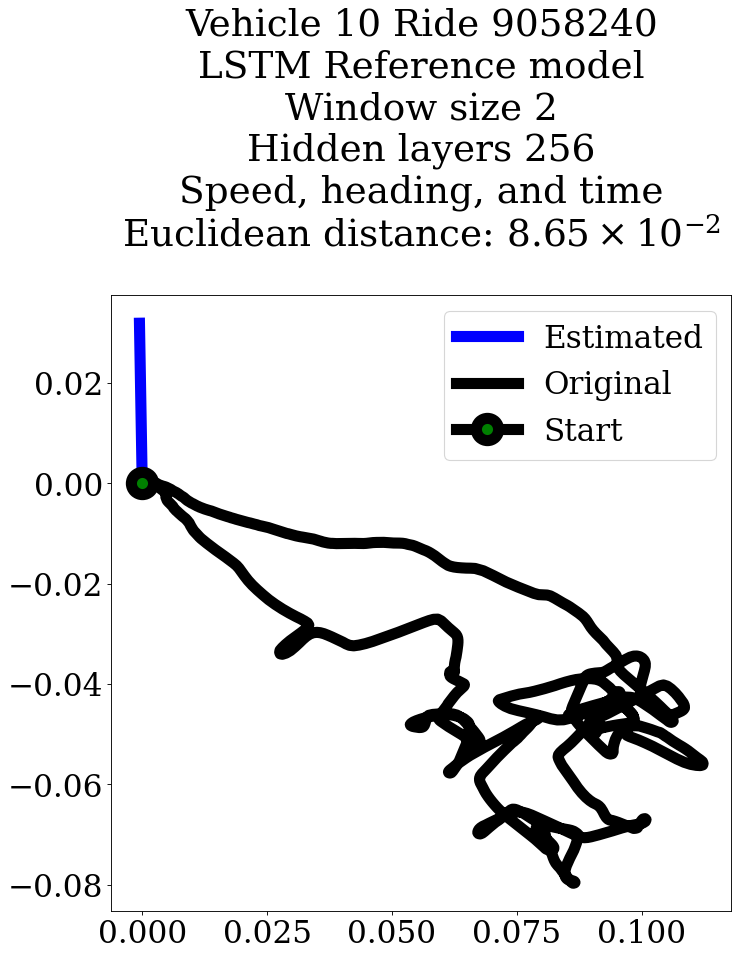 Vehicle 10 Ride 9058240
LSTM Reference model
Window size 2
Hidden layers 256
Speed, heading, and time
Euclidean distance: 8.65 × 10⁻²
Estimated
Original
Start
0.02
0.00
−0.02
−0.04
−0.06
−0.08
0.000 0.025 0.050 0.075 0.100